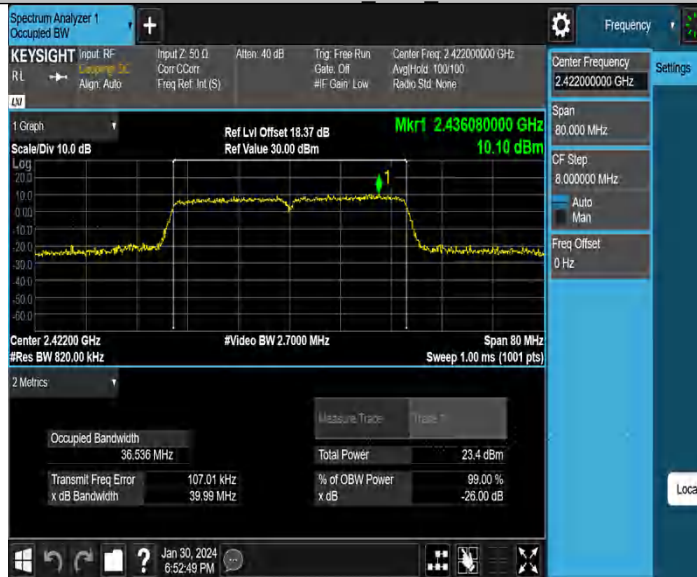 Spectrum Analyzer 1
Occupied BW
+
Frequency
KEYSIGHT
Input: RF
Coupling: DC
Align: Auto
RL
LXI
Input Z: 50 Ω
Corr CCorr
Freq Ref: Int (S)
Atten: 40 dB
Trig: Free Run
Gate: Off
#IF Gain: Low
Center Freq: 2.422000000 GHz
Avg|Hold: 100/100
Radio Std: None
Center Frequency
2.422000000 GHz
Settings
Span
80.000 MHz
CF Step
8.000000 MHz
Auto
Man
Freq Offset
0 Hz
1 Graph
Scale/Div 10.0 dB
Ref Lvl Offset 18.37 dB
Ref Value 30.00 dBm
Mkr1 2.436080000 GHz
10.10 dBm
Log
20.0
10.0
0.00
-10.0
-20.0
-30.0
-40.0
-50.0
-60.0
1
Center 2.42200 GHz
#Res BW 820.00 kHz
#Video BW 2.7000 MHz
Span 80 MHz
Sweep 1.00 ms (1001 pts)
2 Metrics
Measure Trace
Trace 1
Occupied Bandwidth
36.536 MHz
Total Power
23.4 dBm
Transmit Freq Error
107.01 kHz
% of OBW Power
99.00 %
x dB Bandwidth
39.99 MHz
x dB
-26.00 dB
Loca
?
Jan 30, 2024
6:52:49 PM